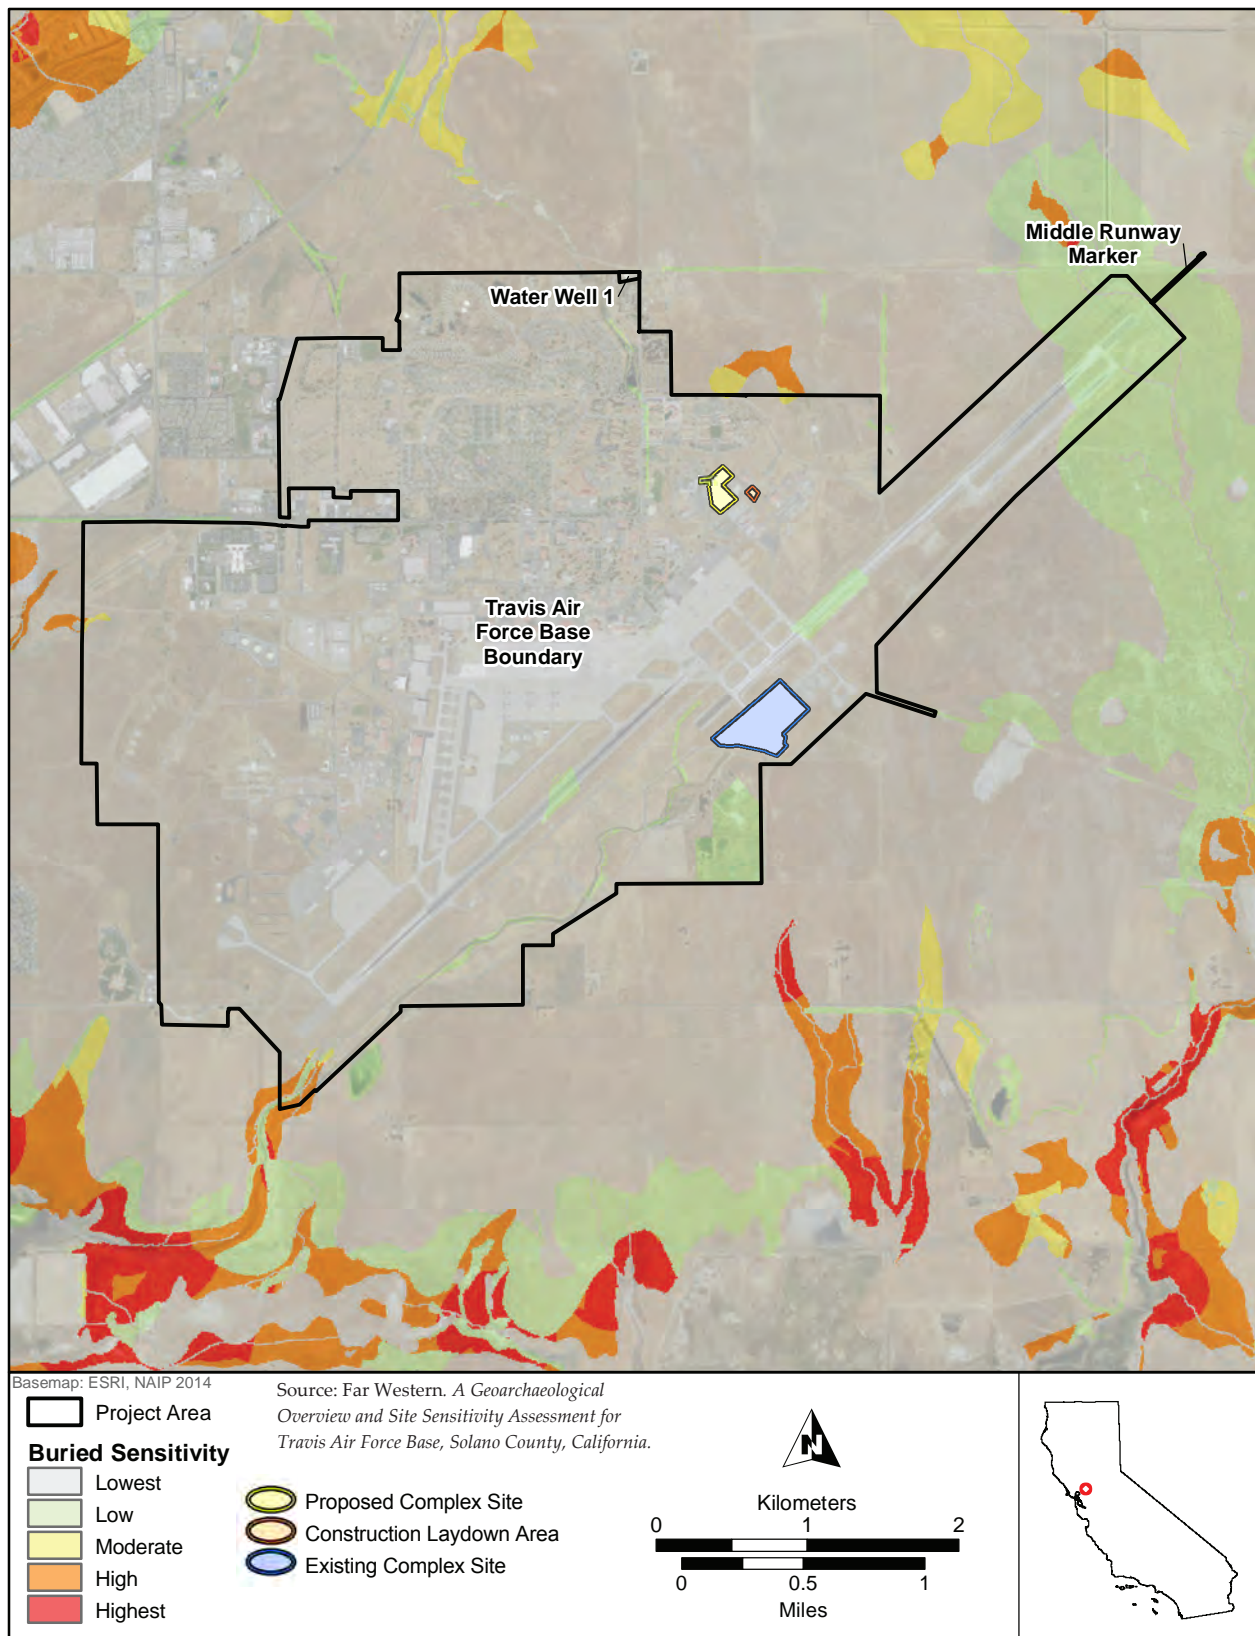 Middle Runway
Marker
Water Well 1
Travis Air
Force Base
Boundary
Basemap: ESRI, NAIP 2014
Project Area
Buried Sensitivity
Lowest
Low
Moderate
High
Highest
Source: Far Western. A Geoarchaeological
Overview and Site Sensitivity Assessment for
Travis Air Force Base, Solano County, California.
Proposed Complex Site
Construction Laydown Area
Existing Complex Site
N
Kilometers
0 1 2
0 0.5 1
Miles